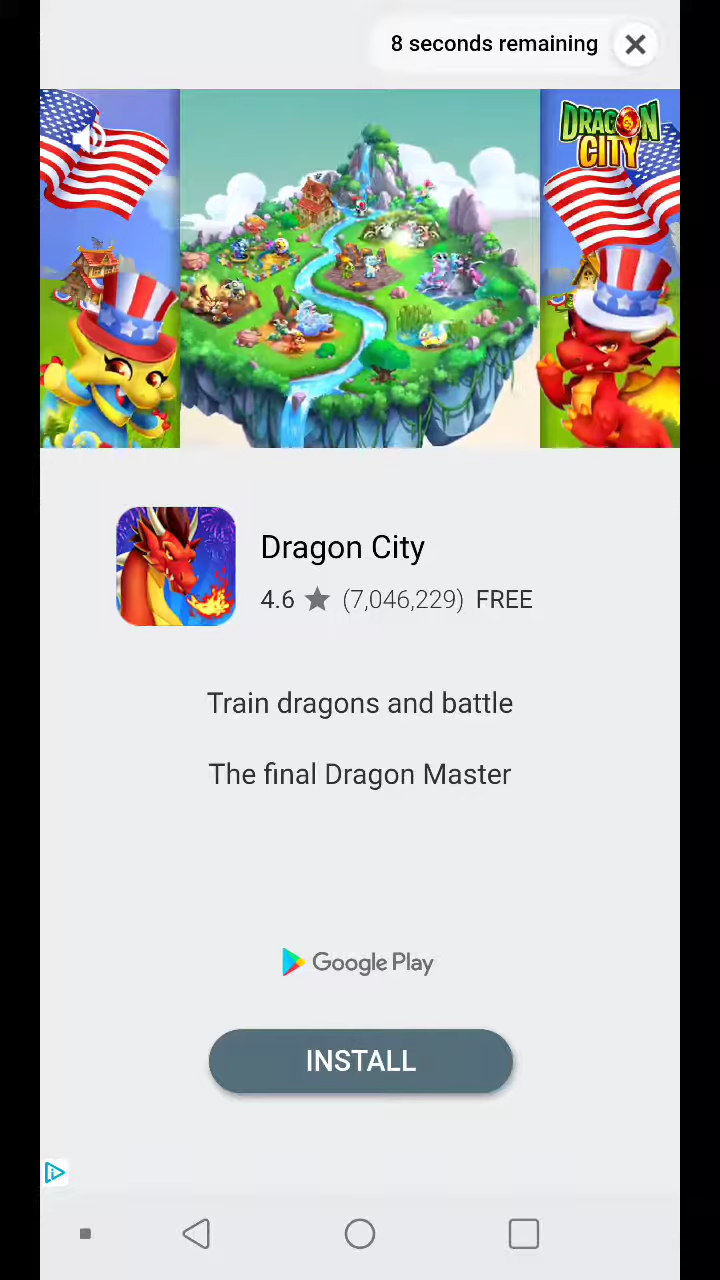 8 seconds remaining
DRAGON
CITY
Dragon City
4.6 ★ (7,046,229) FREE
Train dragons and battle
The final Dragon Master
Google Play
INSTALL